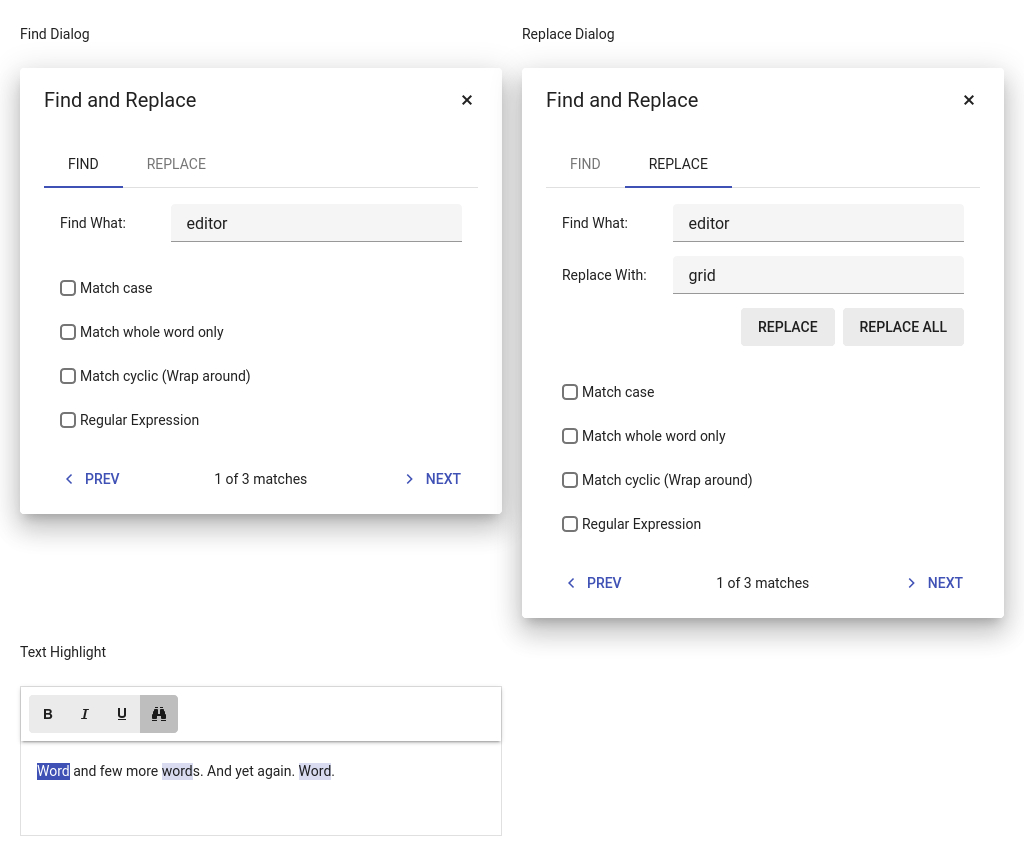 Find Dialog
Find and Replace
FIND REPLACE
Find What: editor
Match case
Match whole word only
Match cyclic (Wrap around)
Regular Expression
PREV 1 of 3 matches NEXT
Replace Dialog
Find and Replace
FIND REPLACE
Find What: editor
Replace With: grid
REPLACE REPLACE ALL
Match case
Match whole word only
Match cyclic (Wrap around)
Regular Expression
PREV 1 of 3 matches NEXT
Text Highlight
B I U
Word and few more words. And yet again. Word.